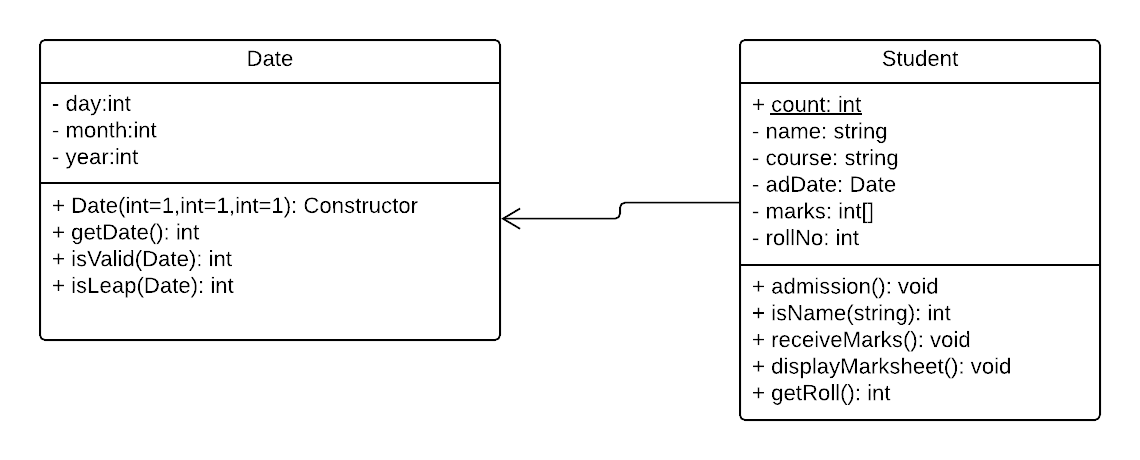 Date
- day:int
- month:int
- year:int
+ Date(int=1,int=1,int=1): Constructor
+ getDate(): int
+ isValid(Date): int
+ isLeap(Date): int
Student
+ count: int
- name: string
- course: string
- adDate: Date
- marks: int[]
- rollNo: int
+ admission(): void
+ isName(string): int
+ receiveMarks(): void
+ displayMarksheet(): void
+ getRoll(): int